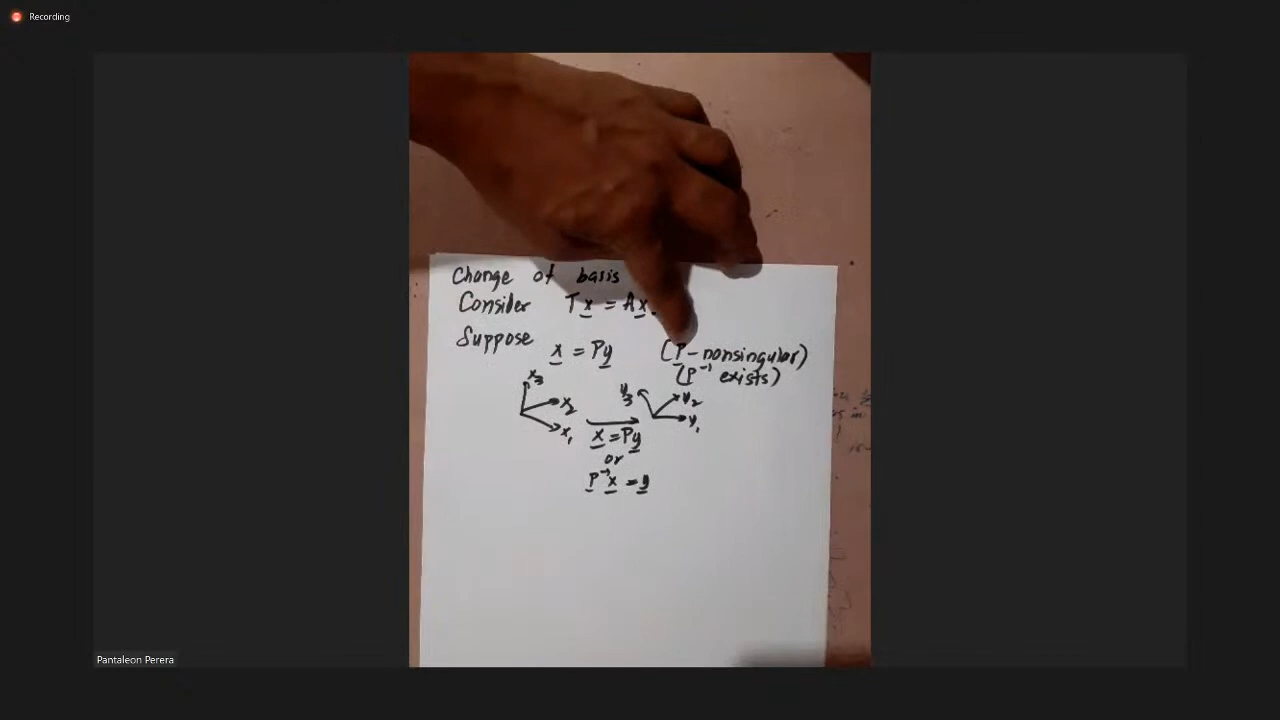 Recording
Change of basis
Consider Tx = Ax.
Suppose
x = Py (P-nonsingular)
(P⁻¹ exists)
x₃
x₂
x₁
y₃
y₂
y₁
x = Py
or
P⁻¹x = y
Pantaleon Perera